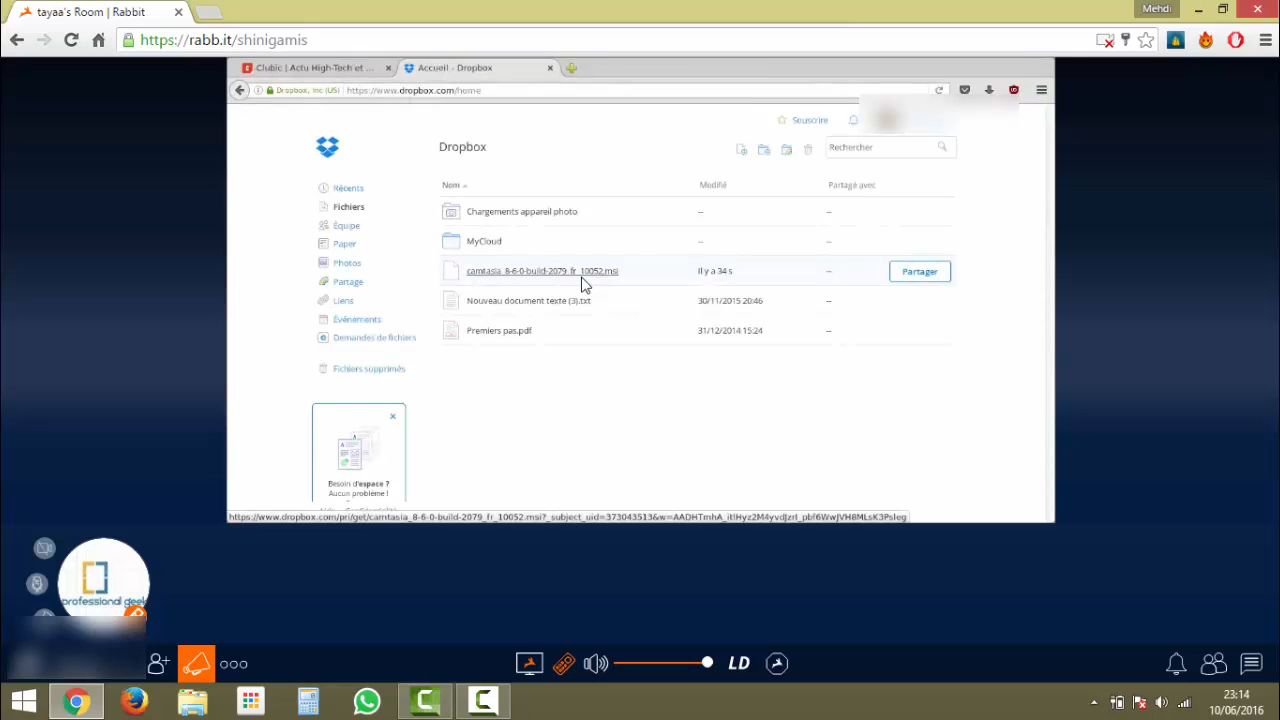 tayaa's Room | Rabbit
Mehdi
https://rabb.it/shinigamis
Clubic | Actu High-Tech et ...
Accueil - Dropbox
Dropbox, Inc (US)
https://www.dropbox.com/home
Souscrire
Dropbox
Rechercher
Nom
Modifié
Partagé avec
Récents
Fichiers
Équipe
Paper
Photos
Partage
Liens
Événements
Demandes de fichiers
Fichiers supprimés
Chargements appareil photo
--
--
MyCloud
--
--
camtasia_8-6-0-build-2079_fr_10052.msi
Il y a 34 s
--
Partager
Nouveau document texte (3).txt
30/11/2015 20:46
--
Premiers pas.pdf
31/12/2014 15:24
--
Besoin d'espace ?
Aucun problème !
professional geek
LD
23:14
10/06/2016